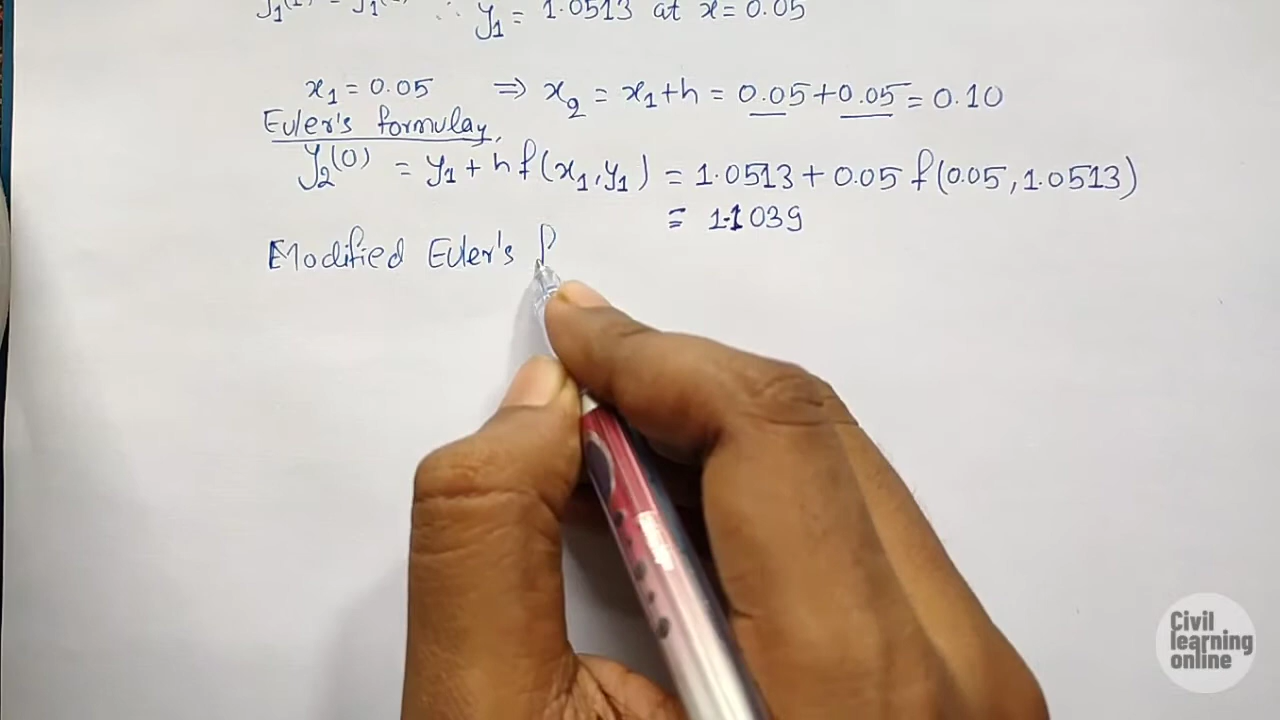 y₁ = 1.0513 at x = 0.05
x₁ = 0.05 ⇒ x₂ = x₁+h = 0.05+0.05 = 0.10
Euler's formulay,
y₂⁽⁰⁾ = y₁ + h f(x₁, y₁) = 1.0513 + 0.05 f(0.05, 1.0513)
= 1.1039
Modified Euler's f
Civil
learning
online